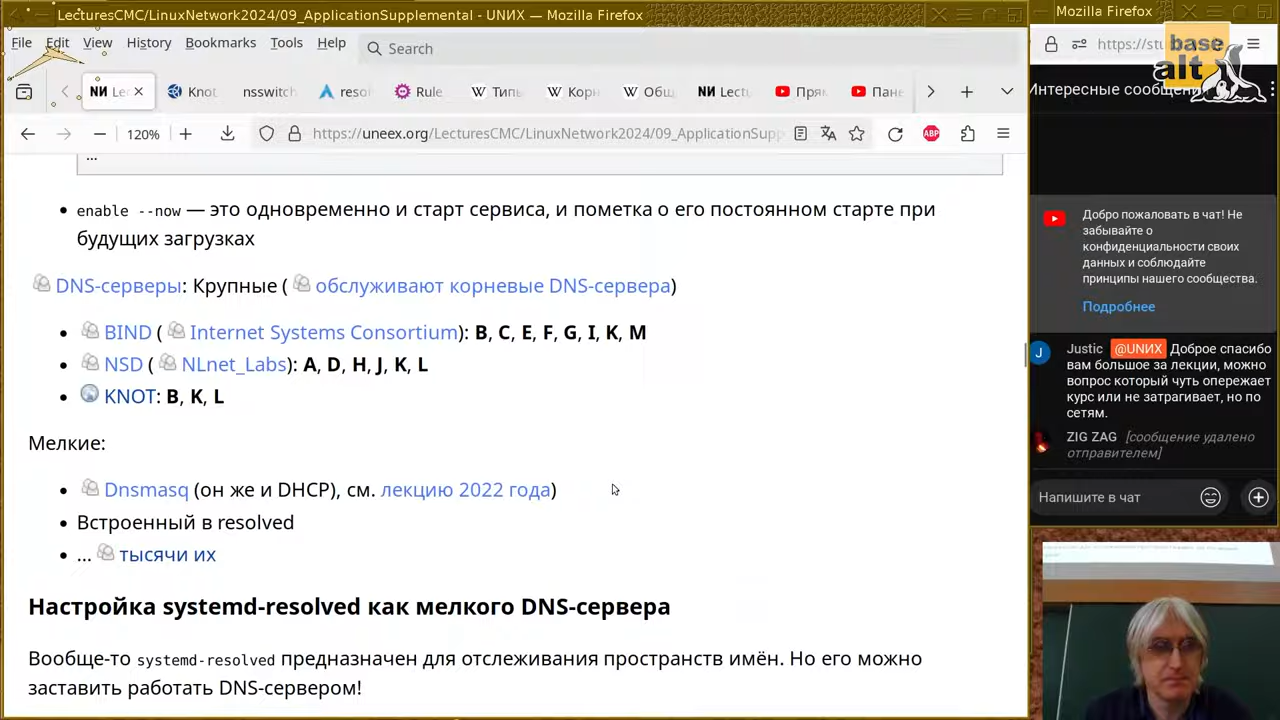 LecturesCMC/LinuxNetwork2024/09_ApplicationSupplemental - UNИX — Mozilla Firefox
File Edit View History Bookmarks Tools Help
Search
Lec
Knot
nsswitch
resol
Rule
Типы
Корн
Общ
NИ Lectu
Прям
Пане
120%
https://uneex.org/LecturesCMC/LinuxNetwork2024/09_ApplicationSupp
ABP
...
enable --now — это одновременно и старт сервиса, и пометка о его постоянном старте при
будущих загрузках
DNS-серверы: Крупные ( обслуживают корневые DNS-сервера)
BIND ( Internet Systems Consortium): B, C, E, F, G, I, K, M
NSD ( NLnet_Labs): A, D, H, J, K, L
KNOT: B, K, L
Мелкие:
Dnsmasq (он же и DHCP), см. лекцию 2022 года)
Встроенный в resolved
... тысячи их
Настройка systemd-resolved как мелкого DNS-сервера
Вообще-то systemd-resolved предназначен для отслеживания пространств имён. Но его можно
заставить работать DNS-сервером!
Mozilla Firefox
https://stu
base
alt
Интересные сообщен
Добро пожаловать в чат! Не
забывайте о
конфиденциальности своих
данных и соблюдайте
принципы нашего сообщества.
Подробнее
J
Justic @UNИX Доброе спасибо
вам большое за лекции, можно
вопрос который чуть опережает
курс или не затрагивает, но по
сетям.
ZIG ZAG [сообщение удалено
отправителем]
Напишите в чат